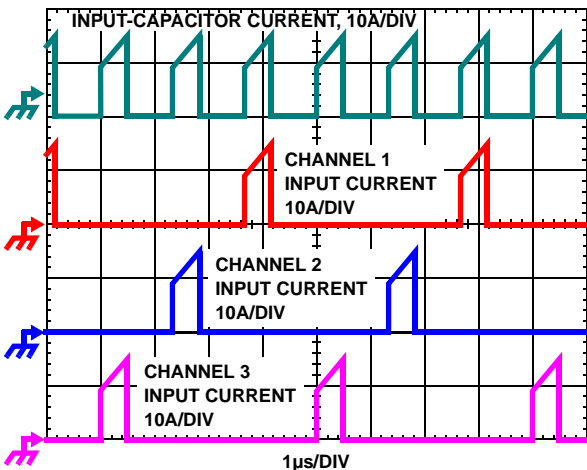 INPUT-CAPACITOR CURRENT, 10A/DIV
CHANNEL 1
INPUT CURRENT
10A/DIV
CHANNEL 2
INPUT CURRENT
10A/DIV
CHANNEL 3
INPUT CURRENT
10A/DIV
1µs/DIV